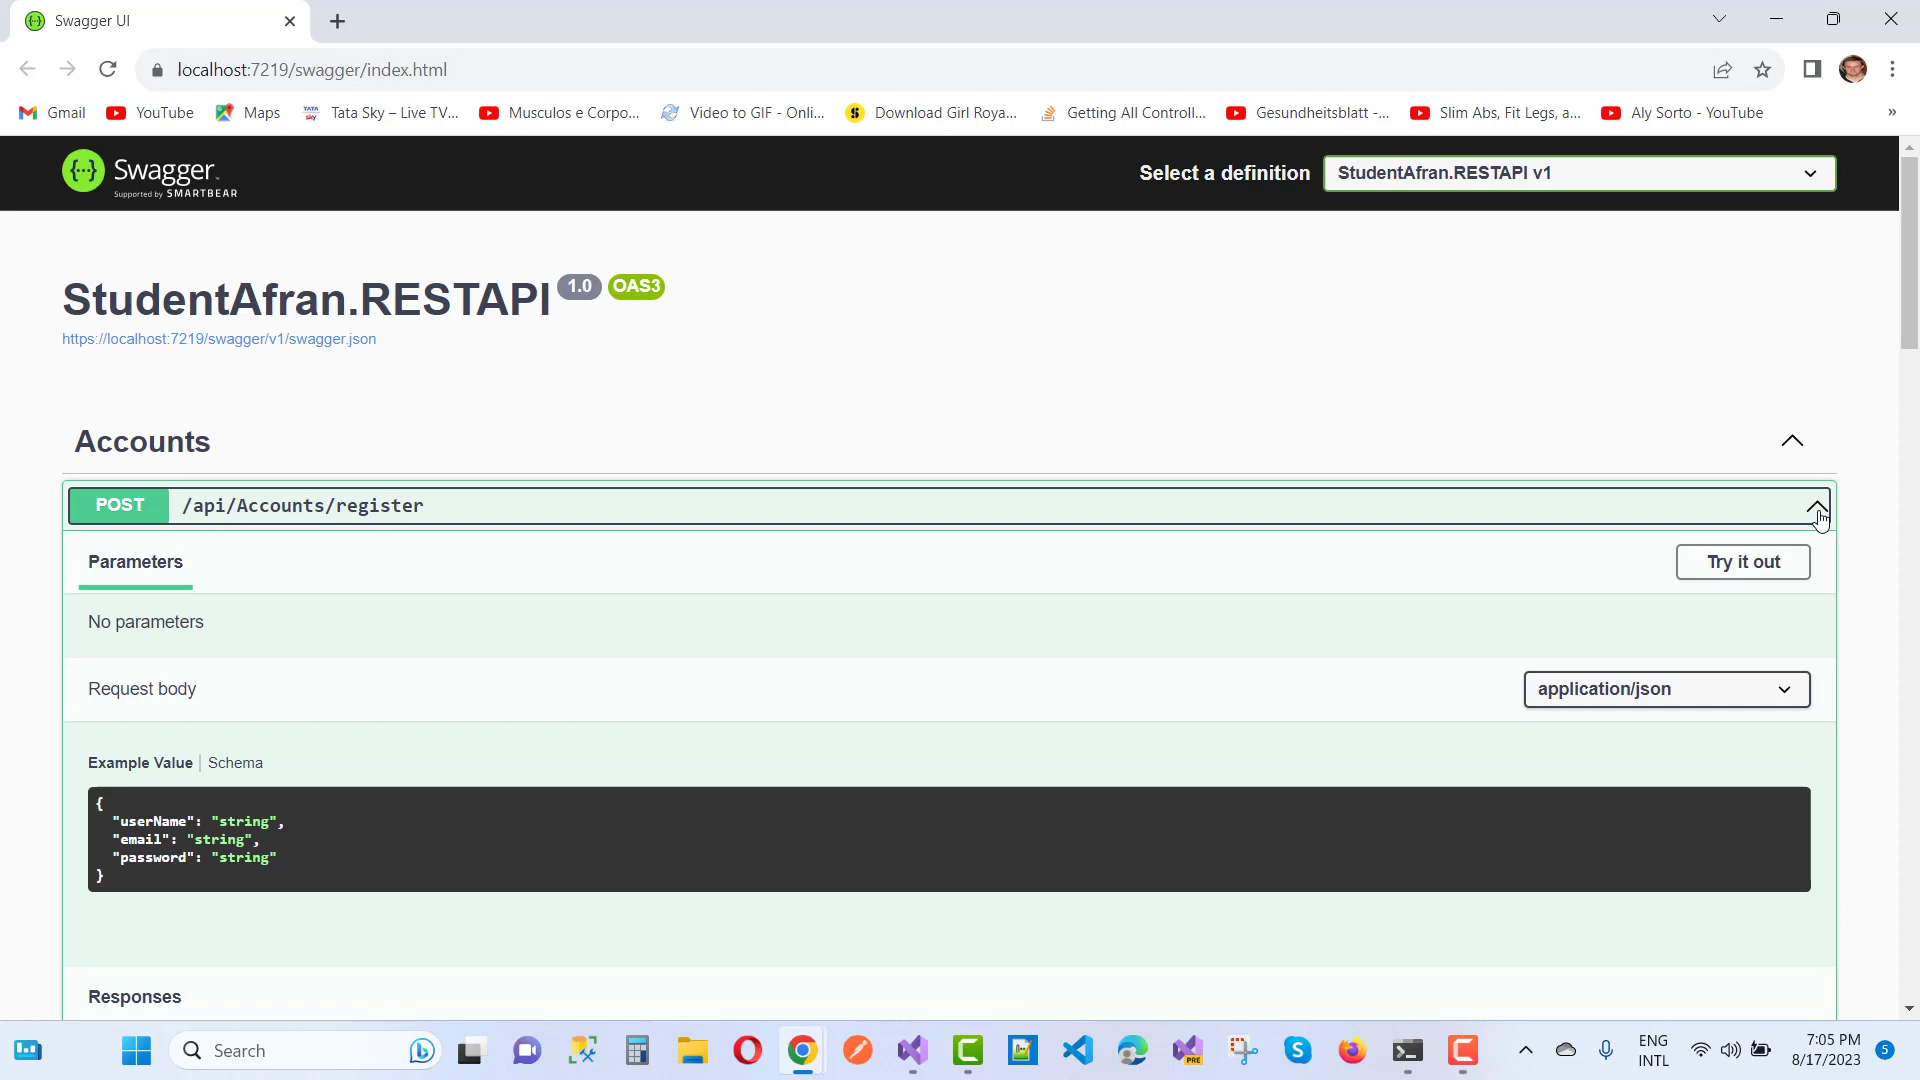 Swagger UI
localhost:7219/swagger/index.html
Gmail
YouTube
Maps
TATA sky
Tata Sky – Live TV...
Musculos e Corpo...
Video to GIF - Onli...
Download Girl Roya...
Getting All Controll...
Gesundheitsblatt -...
Slim Abs, Fit Legs, a...
Aly Sorto - YouTube
»
{···} Swagger.
Supported by SMARTBEAR
Select a definition
StudentAfran.RESTAPI v1
StudentAfran.RESTAPI 1.0 OAS3
https://localhost:7219/swagger/v1/swagger.json
Accounts
POST /api/Accounts/register
Parameters
Try it out
No parameters
Request body
application/json
Example Value | Schema
{
"userName": "string",
"email": "string",
"password": "string"
}
Responses
Search
PRE
ENG
INTL
7:05 PM
8/17/2023
5